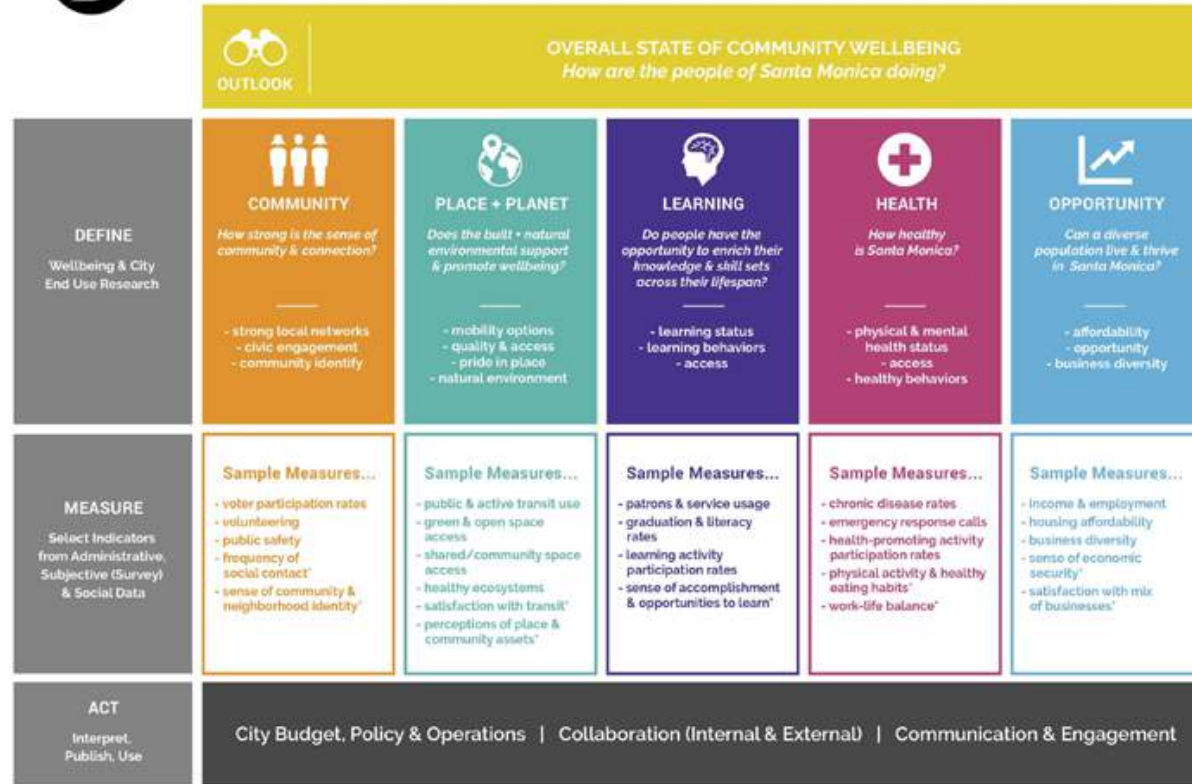 OUTLOOK
OVERALL STATE OF COMMUNITY WELLBEING
How are the people of Santa Monica doing?
DEFINE
Wellbeing & City
End Use Research
COMMUNITY
How strong is the sense of
community & connection?
- strong local networks
- civic engagement
- community identify
PLACE + PLANET
Does the built + natural
environmental support
& promote wellbeing?
- mobility options
- quality & access
- pride in place
- natural environment
LEARNING
Do people have the
opportunity to enrich their
knowledge & skill sets
across their lifespan?
- learning status
- learning behaviors
- access
HEALTH
How healthy
is Santa Monica?
- physical & mental
health status
- access
- healthy behaviors
OPPORTUNITY
Can a diverse
population live & thrive
in Santa Monica?
- affordability
- opportunity
- business diversity
MEASURE
Select Indicators
from Administrative,
Subjective (Survey)
& Social Data
Sample Measures...
- voter participation rates
- volunteering
- public safety
- frequency of
social contact*
- sense of community &
neighborhood identity*
Sample Measures...
- public & active transit use
- green & open space
access
- shared/community space
access
- healthy ecosystems
- satisfaction with transit*
- perceptions of place &
community assets*
Sample Measures...
- patrons & service usage
- graduation & literacy
rates
- learning activity
participation rates
- sense of accomplishment
& opportunities to learn*
Sample Measures...
- chronic disease rates
- emergency response calls
- health-promoting activity
participation rates
- physical activity & healthy
eating habits*
- work-life balance*
Sample Measures...
- income & employment
- housing affordability
- business diversity
- sense of economic
security*
- satisfaction with mix
of businesses*
ACT
Interpret,
Publish, Use
City Budget, Policy & Operations | Collaboration (Internal & External) | Communication & Engagement